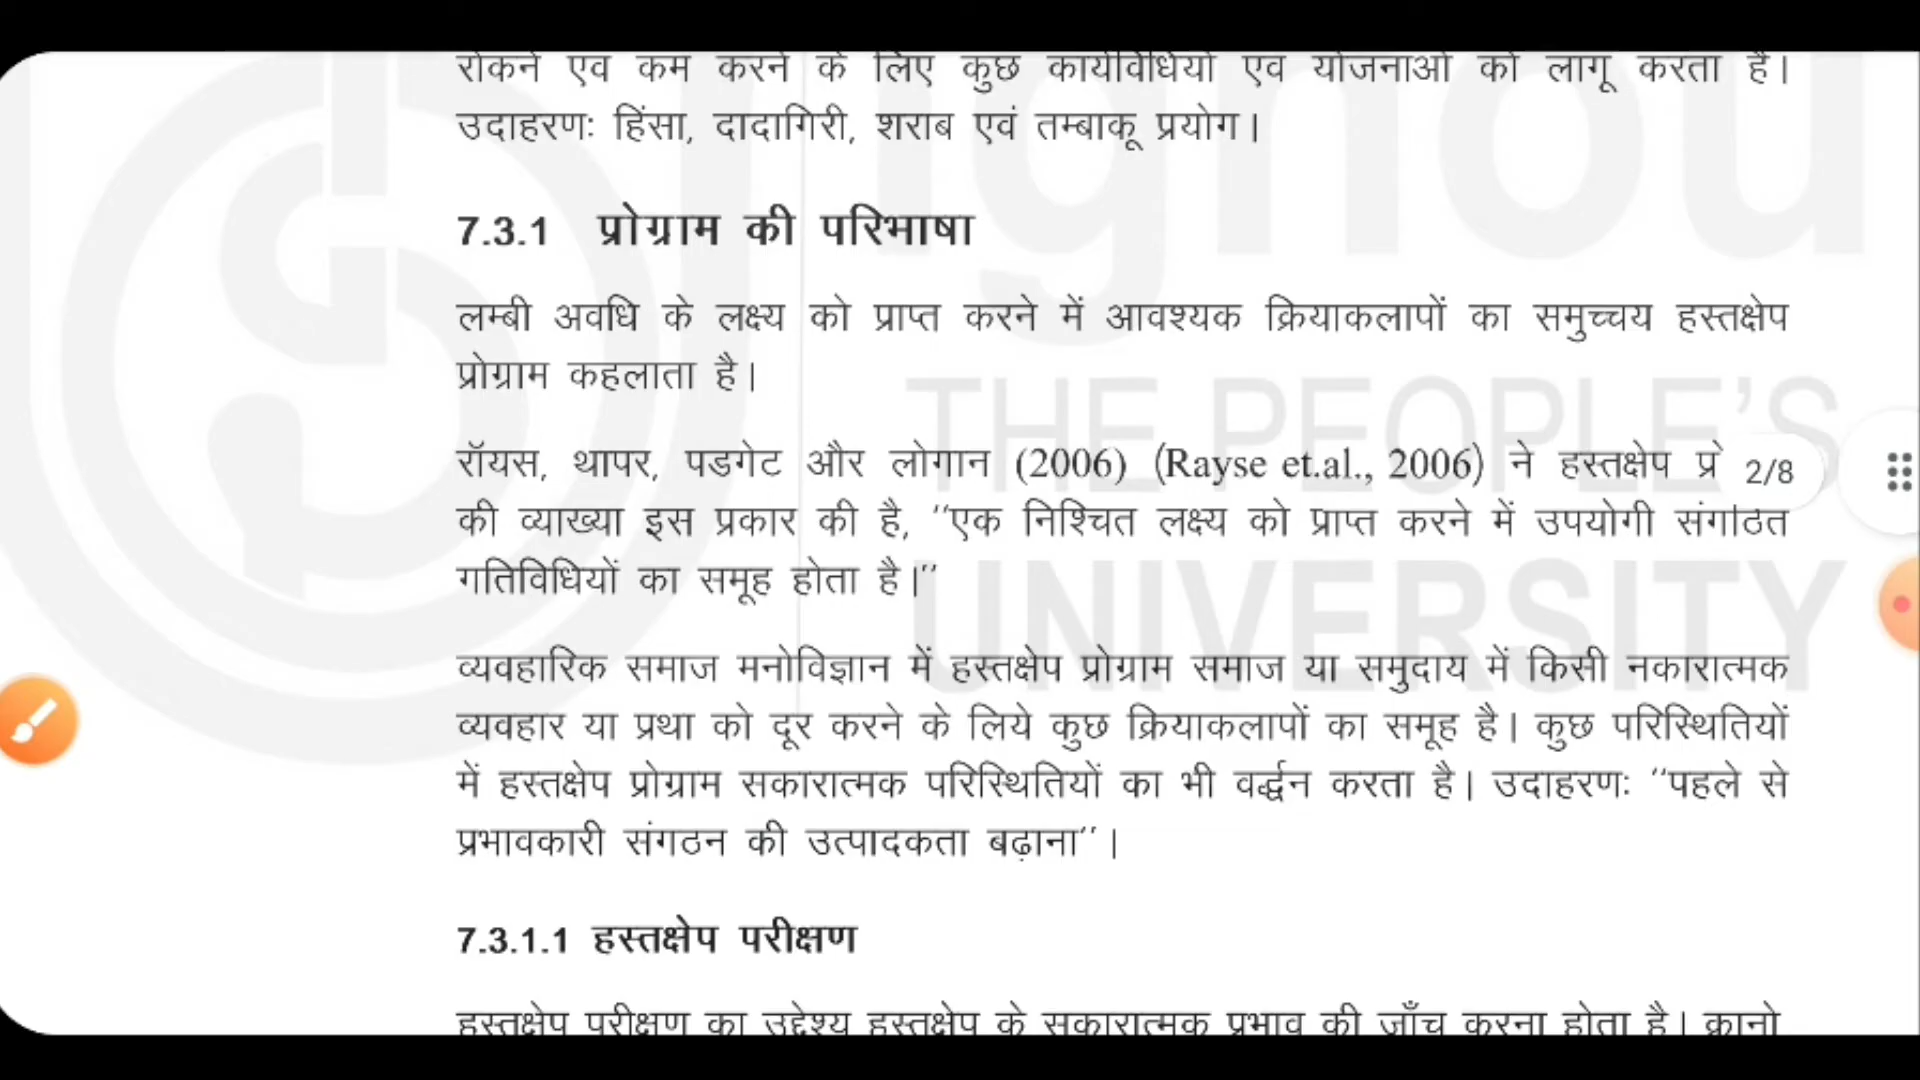 रोकने एवं कम करने के लिए कुछ कार्यविधियों एवं योजनाओं को लागू करता है।
उदाहरणः हिंसा, दादागिरी, शराब एवं तम्बाकू प्रयोग।
7.3.1 प्रोग्राम की परिभाषा
लम्बी अवधि के लक्ष्य को प्राप्त करने में आवश्यक क्रियाकलापों का समुच्चय हस्तक्षेप
प्रोग्राम कहलाता है।
रॉयस, थापर, पडगेट और लोगान (2006) (Rayse et.al., 2006) ने हस्तक्षेप प्रो
2/8
की व्याख्या इस प्रकार की है, "एक निश्चित लक्ष्य को प्राप्त करने में उपयोगी संगठित
गतिविधियों का समूह होता है।"
व्यवहारिक समाज मनोविज्ञान में हस्तक्षेप प्रोग्राम समाज या समुदाय में किसी नकारात्मक
व्यवहार या प्रथा को दूर करने के लिये कुछ क्रियाकलापों का समूह है। कुछ परिस्थितियों
में हस्तक्षेप प्रोग्राम सकारात्मक परिस्थितियों का भी वर्द्धन करता है। उदाहरणः "पहले से
प्रभावकारी संगठन की उत्पादकता बढ़ाना"।
7.3.1.1 हस्तक्षेप परीक्षण
हस्तक्षेप परीक्षण का उद्देश्य हस्तक्षेप के सकारात्मक प्रभाव की जाँच करना होता है। क्रानो
ignou
THE PEOPLE'S
UNIVERSITY